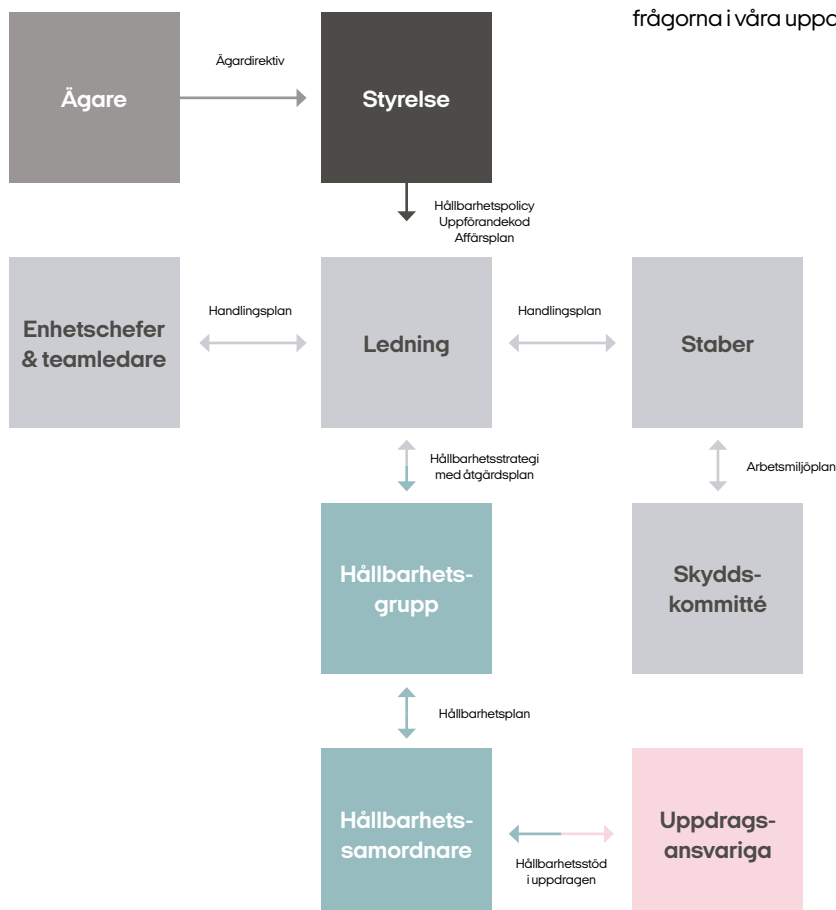 frågorna i våra
Ägare
Ägardirektiv
Styrelse
Hållbarhetspolicy
Uppförandekod
Affärsplan
Enhetschefer
& teamledare
Handlingsplan
Ledning
Handlingsplan
Staber
Hållbarhetsstrategi
med åtgärdsplan
Arbetsmiljöplan
Hållbarhets-
grupp
Skydds-
kommitté
Hållbarhetsplan
Hållbarhets-
samordnare
Hållbarhetsstöd
i uppdragen
Uppdrags-
ansvariga